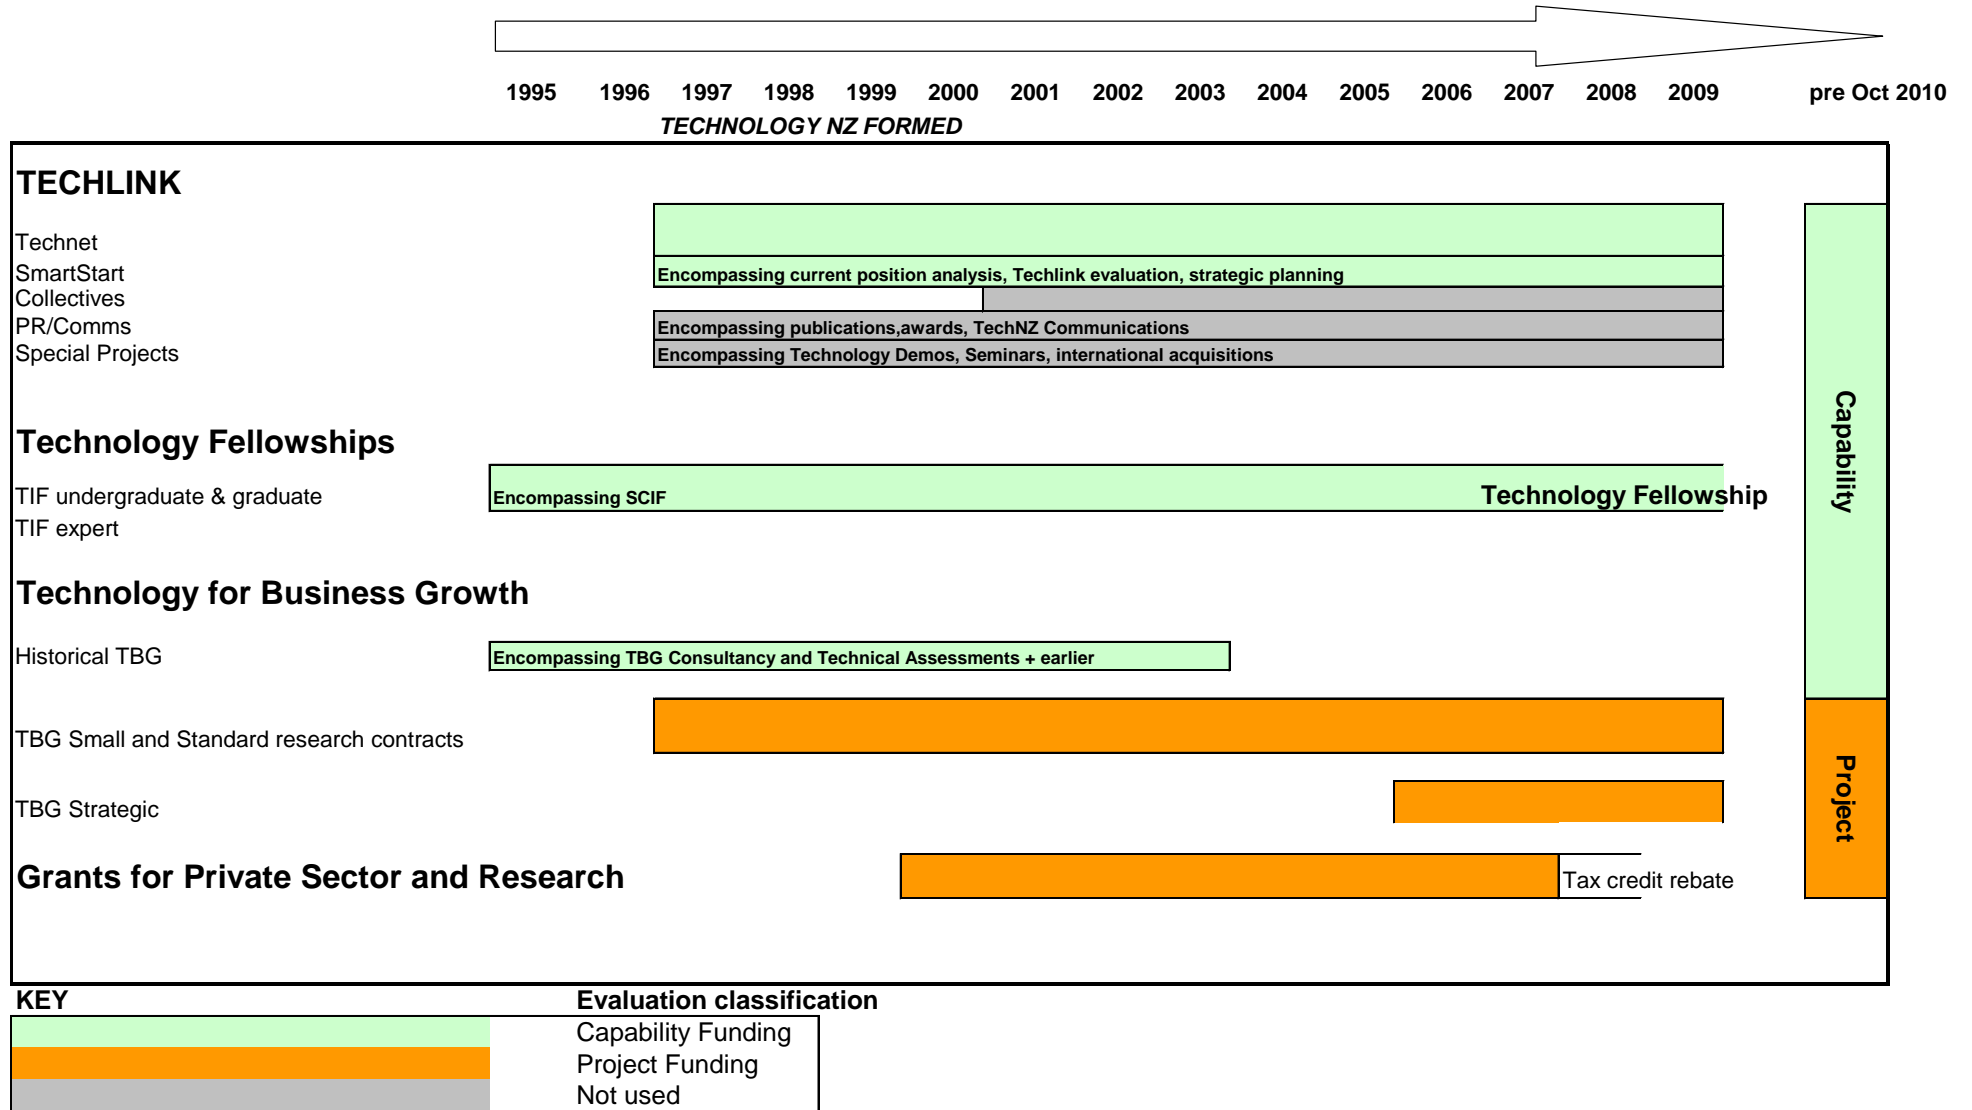 1995 1996 1997 1998 1999 2000 2001 2002 2003 2004 2005 2006 2007 2008 2009 pre Oct 2010
TECHNOLOGY NZ FORMED
TECHLINK
Technet
SmartStart Encompassing current position analysis, Techlink evaluation, strategic planning
Collectives
PR/Comms Encompassing publications,awards, TechNZ Communications
Special Projects Encompassing Technology Demos, Seminars, international acquisitions
Capability
Technology Fellowships
TIF undergraduate & graduate Encompassing SCIF Technology Fellowship
TIF expert
Technology for Business Growth
Historical TBG Encompassing TBG Consultancy and Technical Assessments + earlier
TBG Small and Standard research contracts
Project
TBG Strategic
Grants for Private Sector and Research Tax credit rebate
KEY Evaluation classification
Capability Funding
Project Funding
Not used